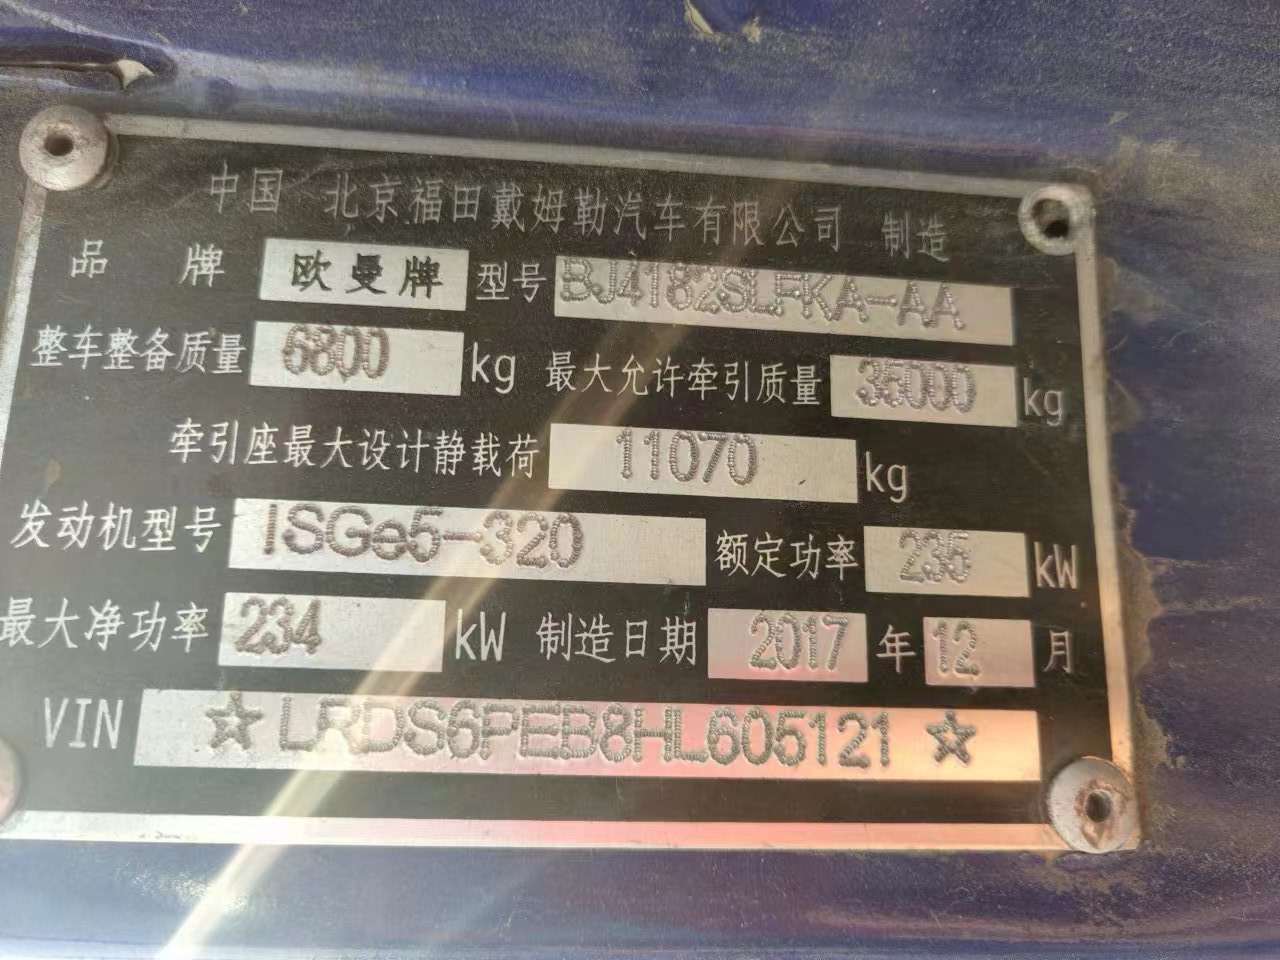 中国 北京福田戴姆勒汽车有限公司 制造
品牌 欧曼牌 型号 BJ4182SLFKA-AA
整车整备质量 6800 kg 最大允许牵引质量 35000 kg
牵引座最大设计静载荷 11070 kg
发动机型号 ISGe5-320 额定功率 235 kW
最大净功率 234 kW 制造日期 2017 年 12 月
VIN ☆LRDS6PEB8HL605121☆